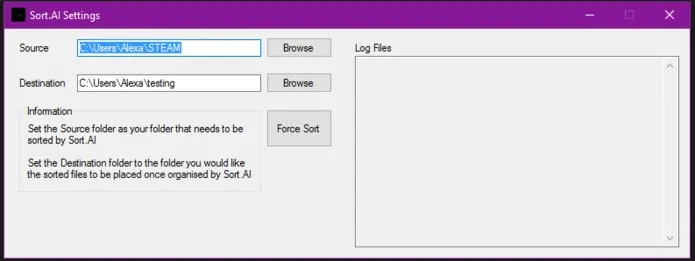 Sort.AI Settings
Source
C:\Users\Alexa\STEAM
Browse
Log Files
Destination
C:\Users\Alexa\testing
Browse
Information
Set the Source folder as your folder that needs to be
sorted by Sort.AI
Set the Destination folder to the folder you would like
the sorted files to be placed once organised by Sort.AI
Force Sort